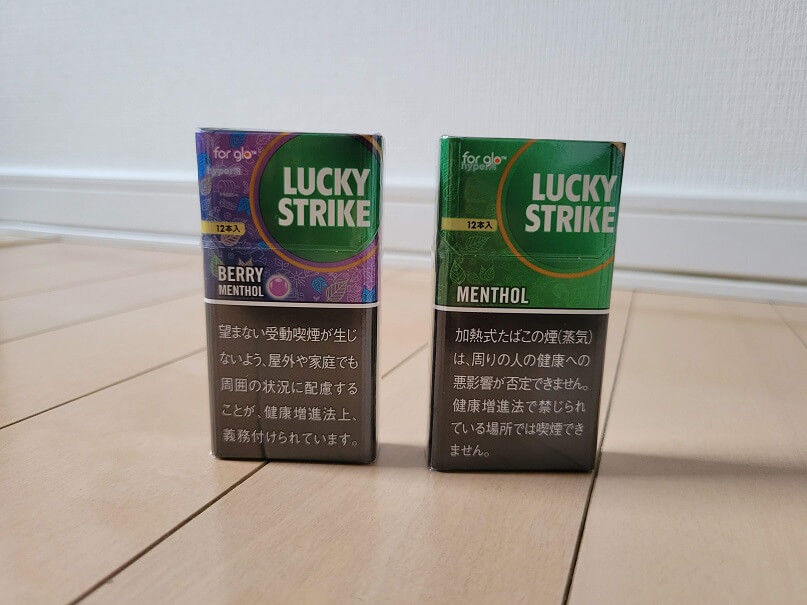 for glo™
hyper
LUCKY
STRIKE
12本入
BERRY
MENTHOL
望まない受動喫煙が生じ
ないよう、屋外や家庭でも
周囲の状況に配慮する
ことが、健康増進法上、
義務付けられています。
for glo™
hyper
LUCKY
STRIKE
12本入
MENTHOL
加熱式たばこの煙(蒸気)
は、周りの人の健康への
悪影響が否定できません。
健康増進法で禁じられ
ている場所では喫煙でき
ません。